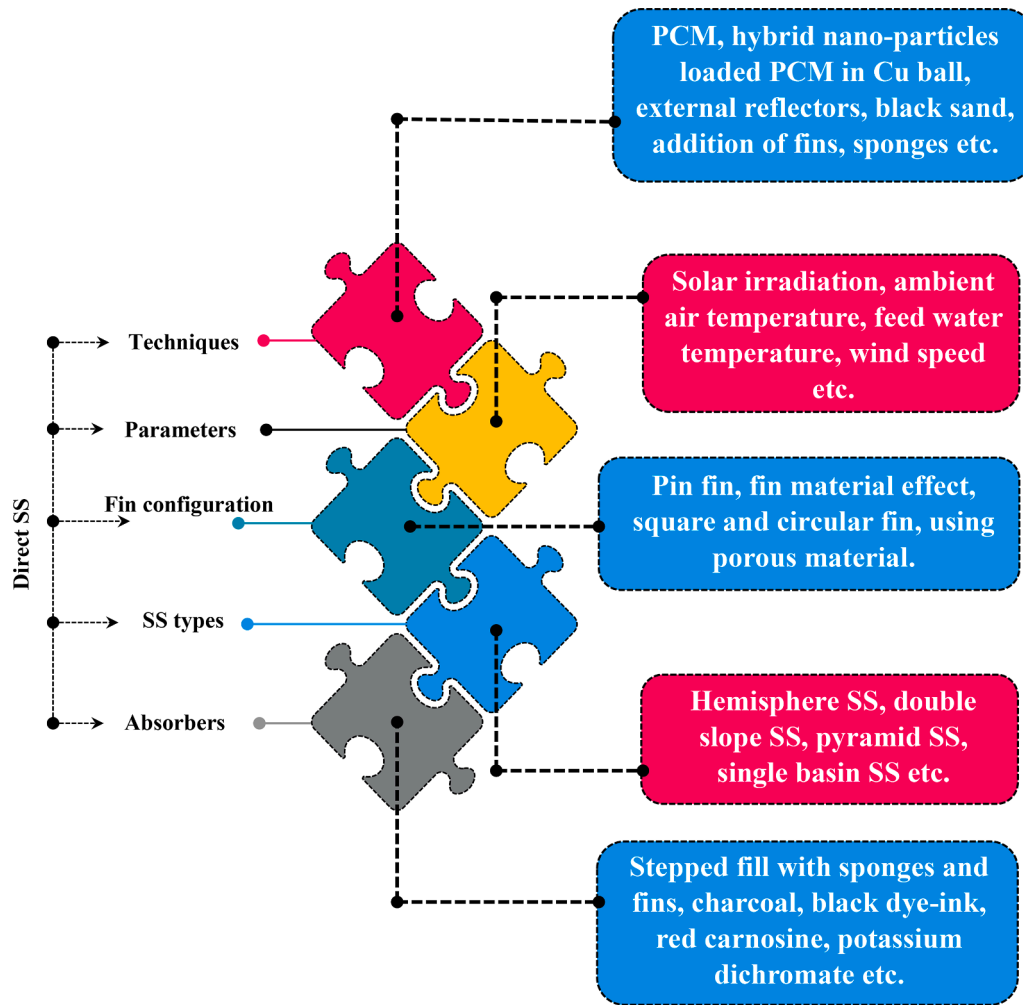 PCM, hybrid nano-particles
loaded PCM in Cu ball,
external reflectors, black sand,
addition of fins, sponges etc.
Solar irradiation, ambient
air temperature, feed water
temperature, wind speed
etc.
Techniques
Parameters
Fin configuration
Pin fin, fin material effect,
square and circular fin, using
porous material.
Direct SS
SS types
Absorbers
Hemisphere SS, double
slope SS, pyramid SS,
single basin SS etc.
Stepped fill with sponges and
fins, charcoal, black dye-ink,
red carnosine, potassium
dichromate etc.